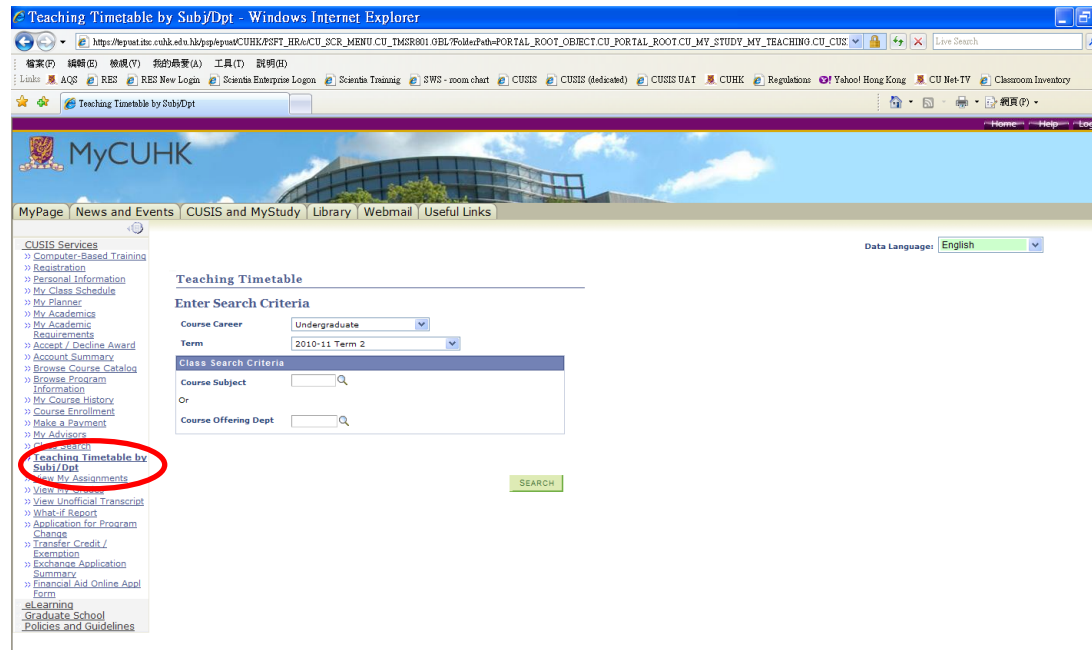 Teaching Timetable by Subj/Dpt - Windows Internet Explorer
https://tepuat.itsc.cuhk.edu.hk/psp/epuat/CUHK/PSFT_HR/c/CU_SCR_MENU.CU_TMSR801.GBL?FolderPath=PORTAL_ROOT_OBJECT.CU_PORTAL_ROOT.CU_MY_STUDY_MY_TEACHING.CU_CUS
Live Search
檔案(F) 編輯(E) 檢視(V) 我的最愛(A) 工具(T) 說明(H)
Links AQS RES RES New Login Scientia Enterprise Logon Scientia Trainnig SWS - room chart CUSIS CUSIS (dedicated) CUSIS UAT CUHK Regulations Yahoo! Hong Kong CU Net-TV Classroom Inventory
Teaching Timetable by Subj/Dpt
網頁(P)
Home Help Log
MyCUHK
MyPage News and Events CUSIS and MyStudy Library Webmail Useful Links
Data Language: English
CUSIS Services
» Computer-Based Training
» Registration
» Personal Information
» My Class Schedule
» My Planner
» My Academics
» My Academic
Requirements
» Accept / Decline Award
» Account Summary
» Browse Course Catalog
» Browse Program
Information
» My Course History
» Course Enrollment
» Make a Payment
» My Advisors
» Class Search
» Teaching Timetable by
Subj/Dpt
» View My Assignments
» View My Grades
» View Unofficial Transcript
» What-if Report
» Application for Program
Change
» Transfer Credit /
Exemption
» Exchange Application
Summary
» Financial Aid Online Appl
Form
eLearning
Graduate School
Policies and Guidelines
Teaching Timetable
Enter Search Criteria
Course Career Undergraduate
Term 2010-11 Term 2
Class Search Criteria
Course Subject
Or
Course Offering Dept
SEARCH